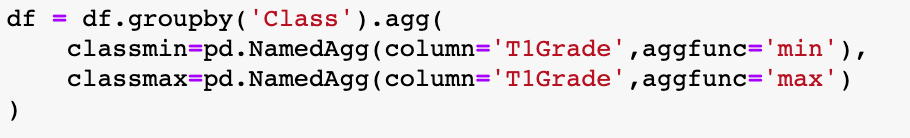 df = df.groupby('Class').agg(
    classmin=pd.NamedAgg(column='T1Grade',aggfunc='min'),
    classmax=pd.NamedAgg(column='T1Grade',aggfunc='max')
)